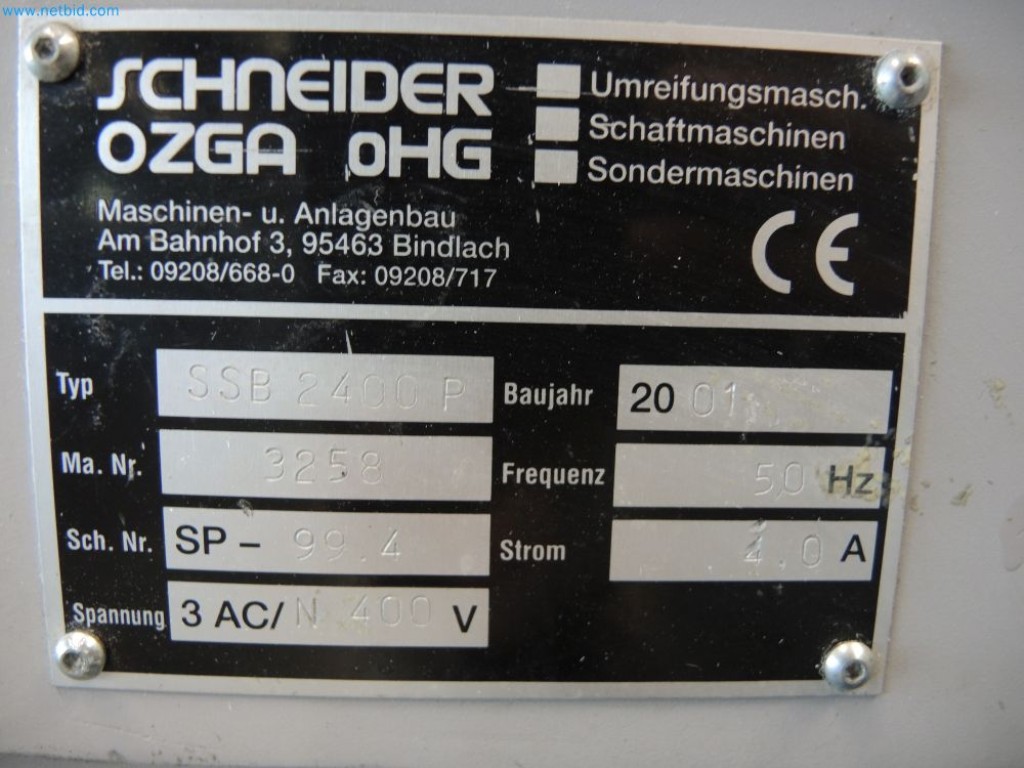 www.netbid.com
SCHNEIDER
OZGA oHG
Umreifungsmasch.
Schaftmaschinen
Sondermaschinen
Maschinen- u. Anlagenbau
Am Bahnhof 3, 95463 Bindlach
Tel.: 09208/668-0 Fax: 09208/717
CE
Typ SSB 2400 P Baujahr 20 01
Ma. Nr. 3258 Frequenz 50 Hz
Sch. Nr. SP- 99.4 Strom 4.0 A
Spannung 3 AC/ N 400 V